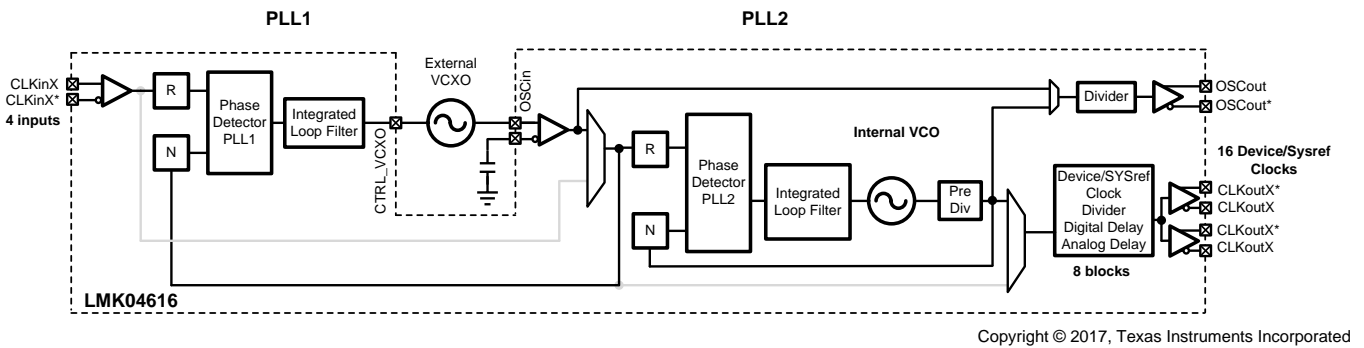 PLL1
PLL2
CLKinX
CLKinX*
4 inputs
R
N
Phase
Detector
PLL1
Integrated
Loop Filter
CTRL_VCXO
External
VCXO
OSCin
R
N
Phase
Detector
PLL2
Integrated
Loop Filter
Internal VCO
Pre
Div
Divider
OSCout
OSCout*
Device/SYSref
Clock
Divider
Digital Delay
Analog Delay
8 blocks
16 Device/Sysref
Clocks
CLKoutX*
CLKoutX
CLKoutX*
CLKoutX
LMK04616
Copyright © 2017, Texas Instruments Incorporated